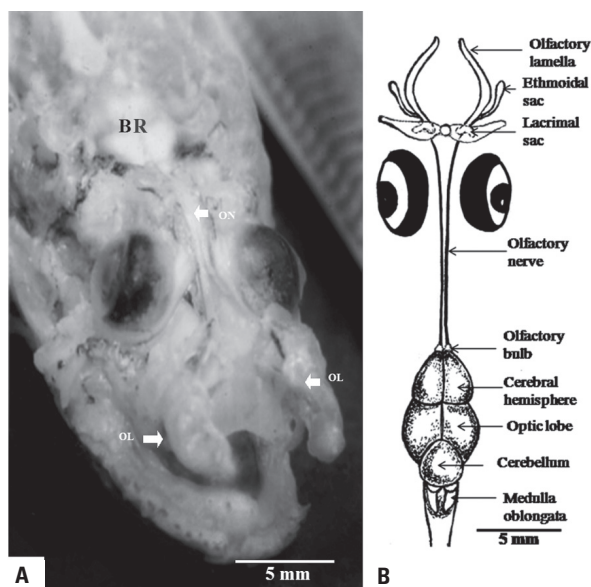 BR
ON
OL
OL
5 mm
A
Olfactory
lamella
Ethmoidal
sac
Lacrimal
sac
Olfactory
nerve
Olfactory
bulb
Cerebral
hemisphere
Optic lobe
Cerebellum
Medulla
oblongata
5 mm
B